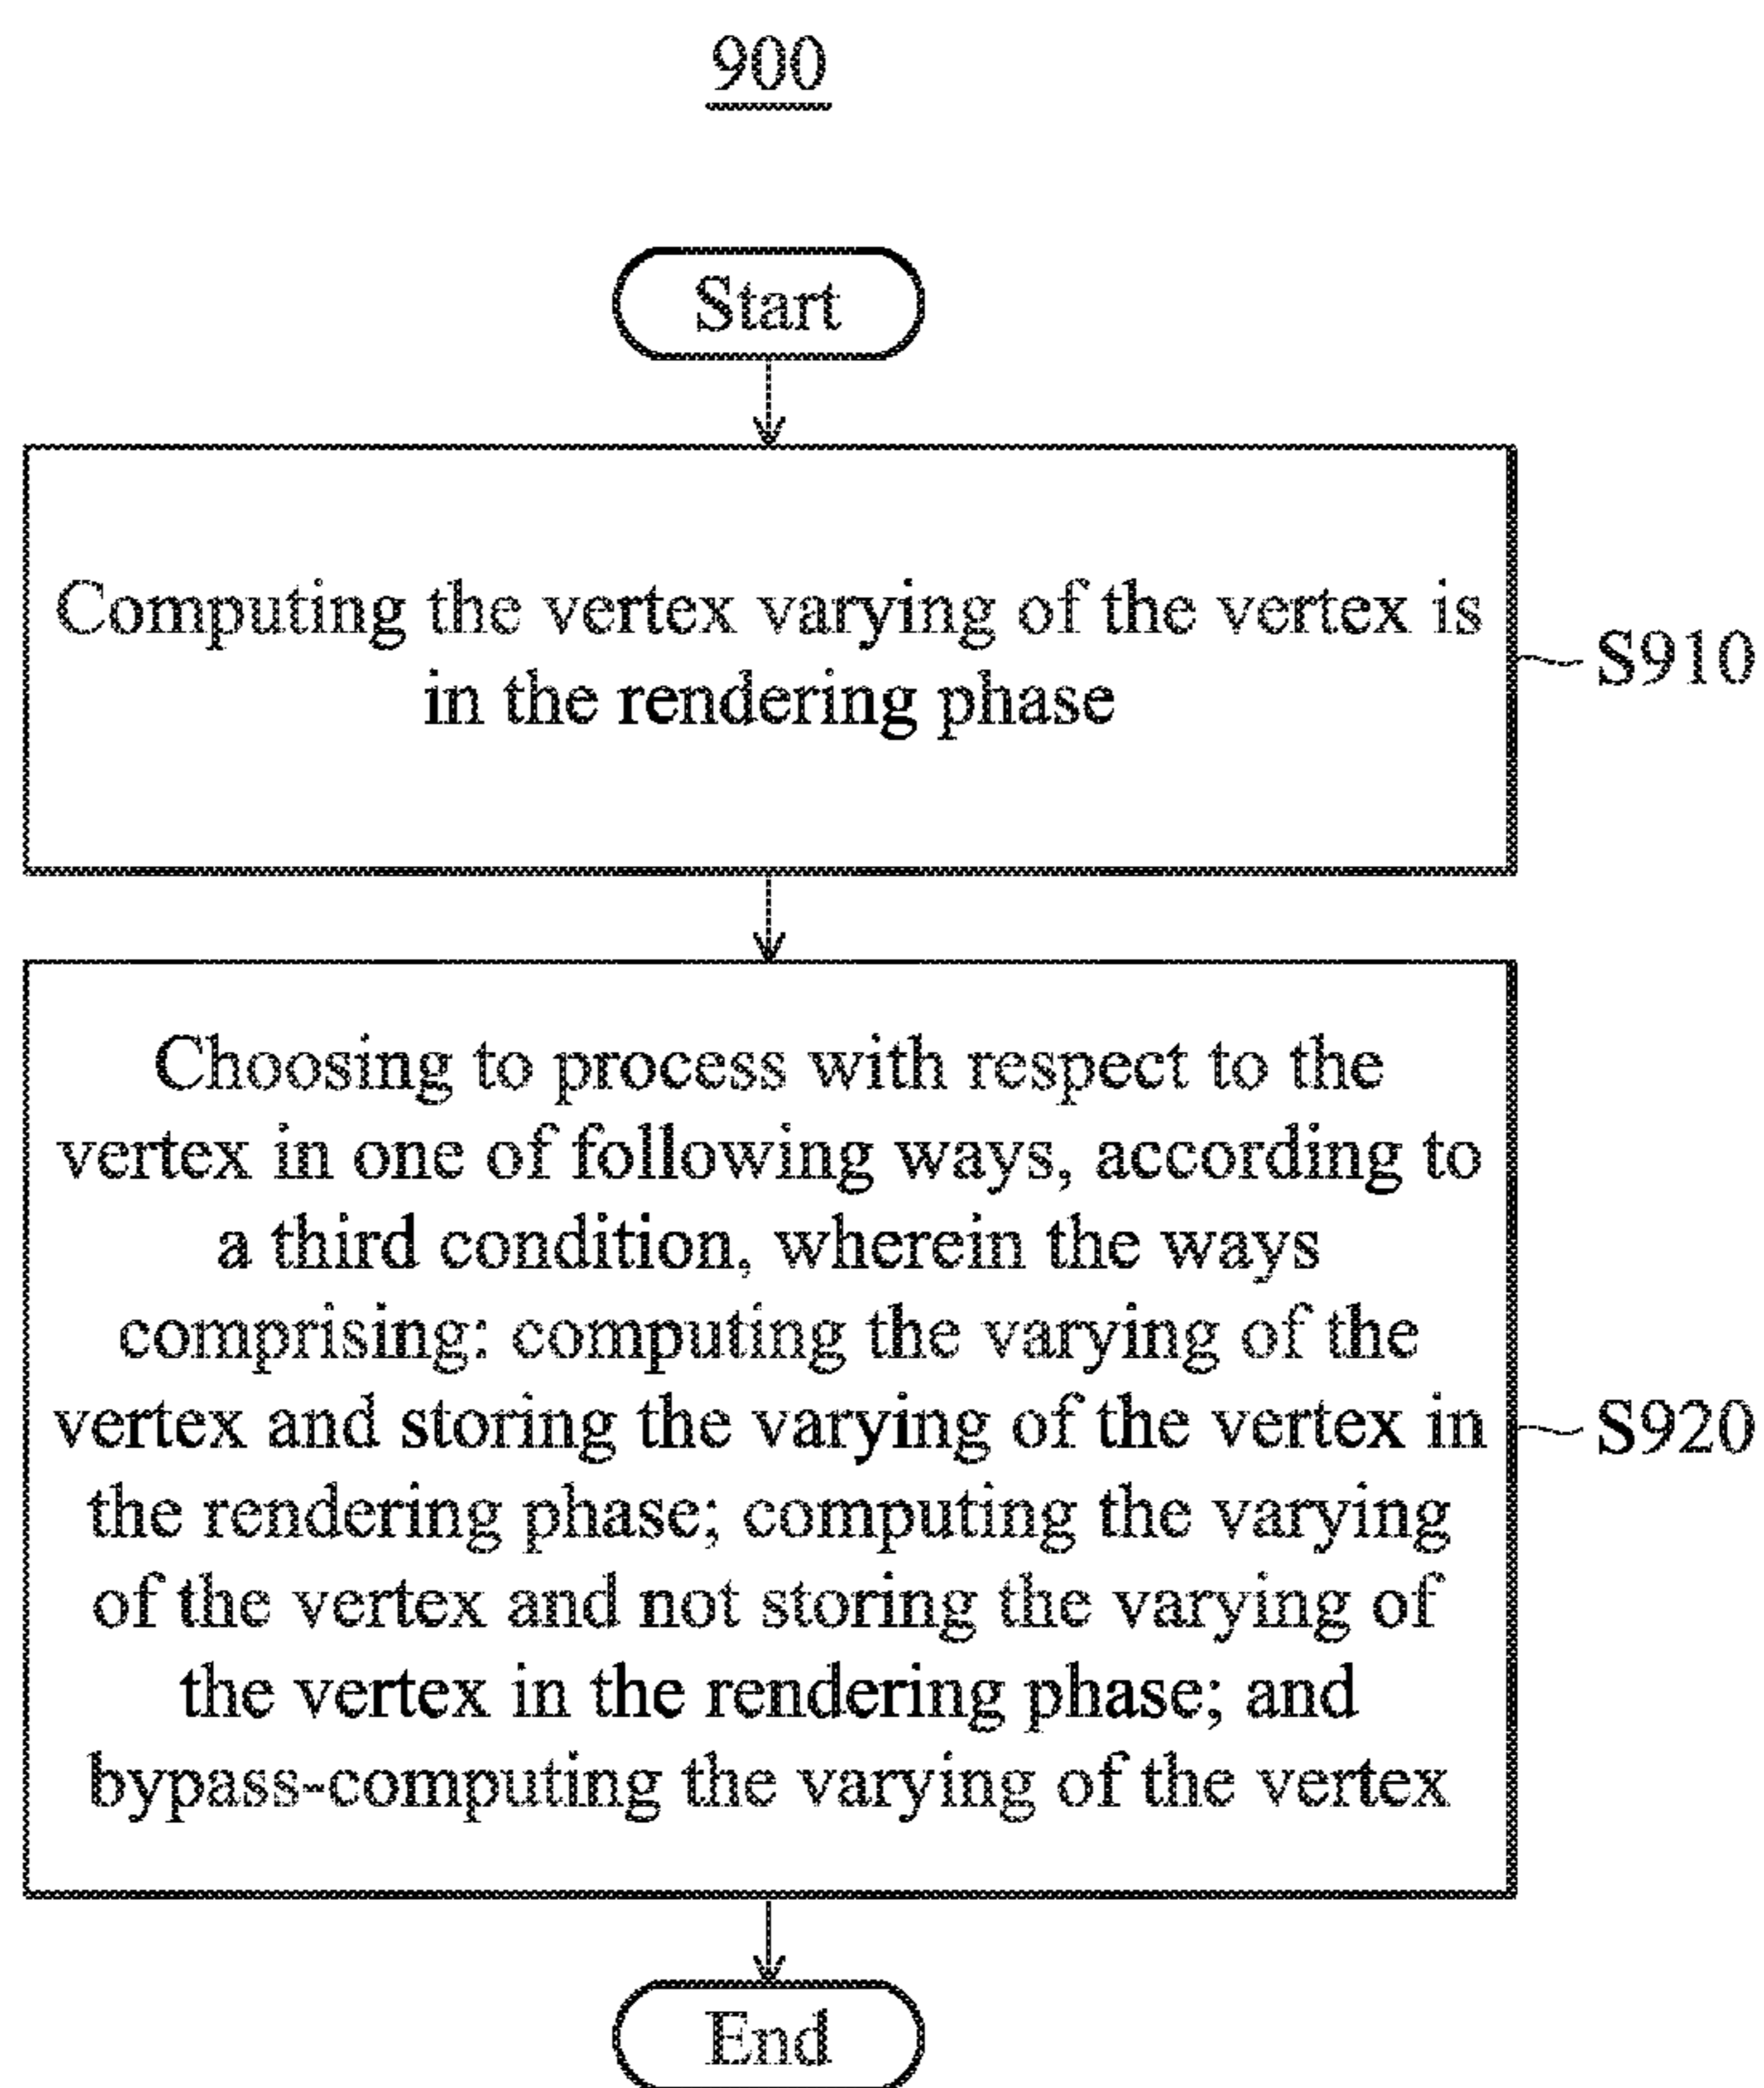 900
Start
Computing the vertex varying of the vertex is
in the rendering phase
S910
Choosing to process with respect to the
vertex in one of following ways, according to
a third condition, wherein the ways
comprising: computing the varying of the
vertex and storing the varying of the vertex in
the rendering phase; computing the varying
of the vertex and not storing the varying of
the vertex in the rendering phase; and
bypass-computing the varying of the vertex
S920
End